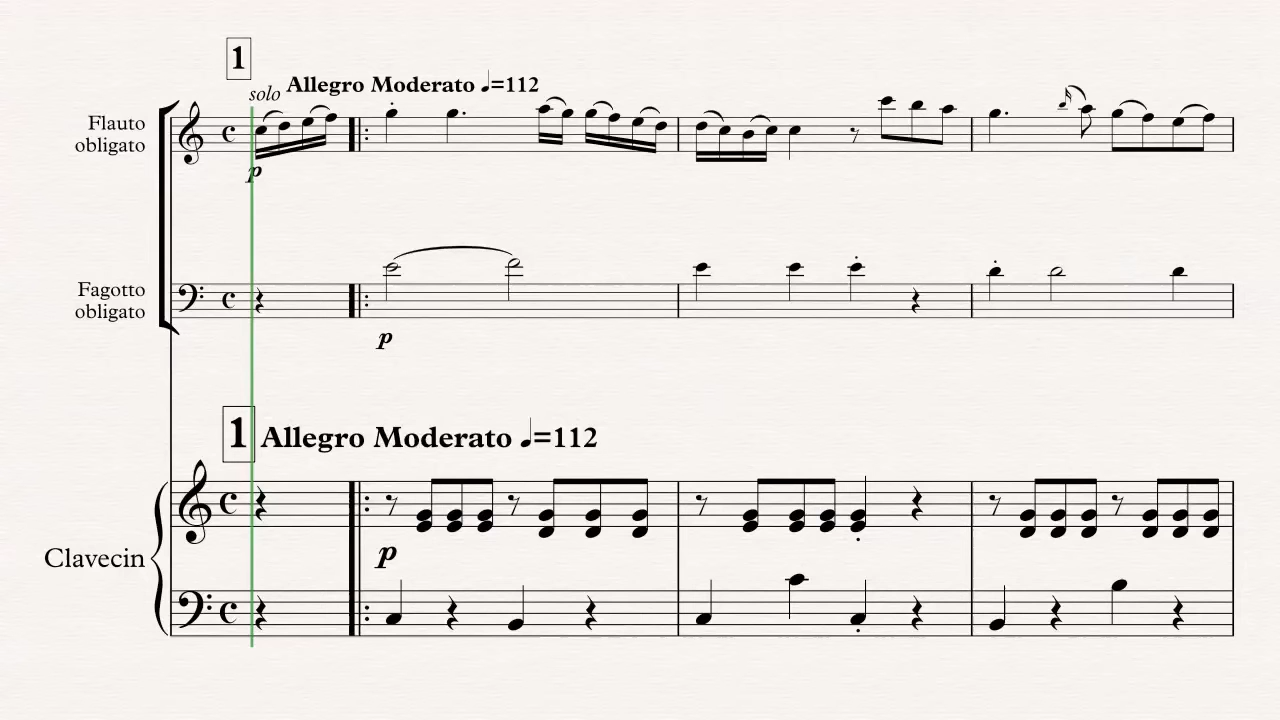 1
solo Allegro Moderato ♩=112
Flauto
obligato
p
Fagotto
obligato
p
1 Allegro Moderato ♩=112
Clavecin
p